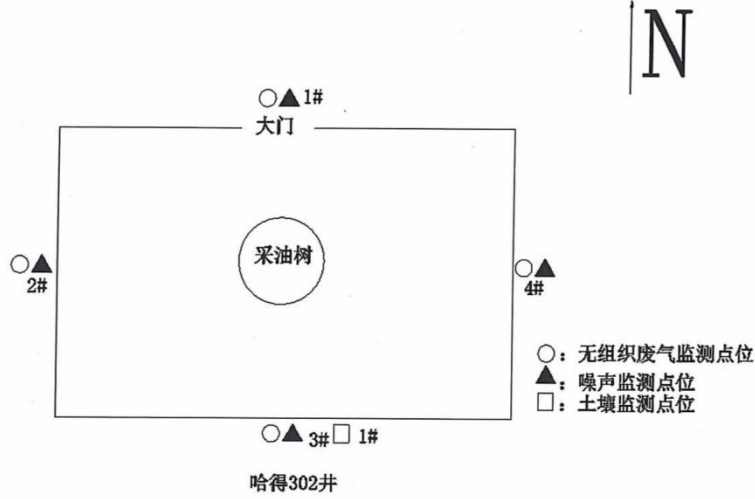 N
1#
大门
采油树
2#
4#
○：无组织废气监测点位
▲：噪声监测点位
□：土壤监测点位
3# 1#
哈得302井